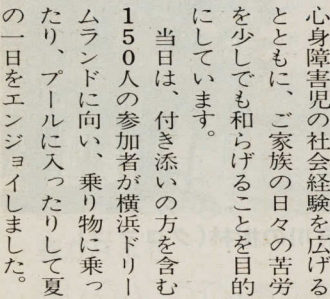 心身障害児の社会経験を広げる
とともに、ご家族の日々の苦労
を少しでも和らげることを目的
にしています。
当日は、付き添いの方を含む
150人の参加者が横浜ドリー
ムランドに向い、乗り物に乗っ
たり、プールに入ったりして夏
の一日をエンジョイしました。